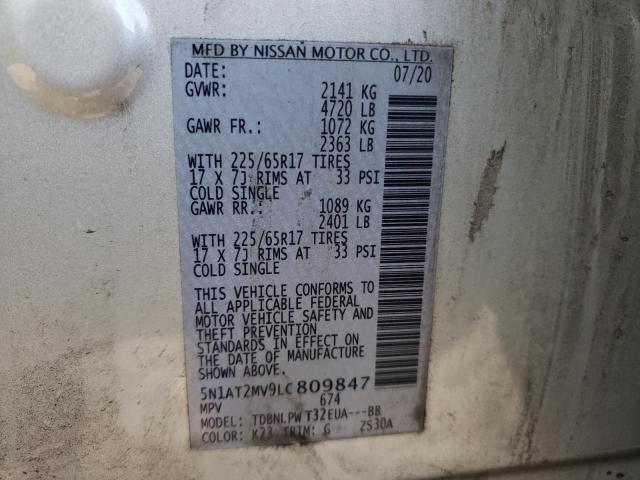 MFD BY NISSAN MOTOR CO., LTD.
DATE: 07/20
GVWR: 2141 KG
4720 LB
GAWR FR.: 1072 KG
2363 LB
WITH 225/65R17 TIRES
17 X 7J RIMS AT 33 PSI
COLD SINGLE
GAWR RR.: 1089 KG
2401 LB
WITH 225/65R17 TIRES
17 X 7J RIMS AT 33 PSI
COLD SINGLE
THIS VEHICLE CONFORMS TO
ALL APPLICABLE FEDERAL
MOTOR VEHICLE SAFETY AND
THEFT PREVENTION
STANDARDS IN EFFECT ON
THE DATE OF MANUFACTURE
SHOWN ABOVE.
5N1AT2MV9LC809847
MPV 674
MODEL: TDBNLPW T32EUA---BB
COLOR: K23 TRIM: G ZS30A